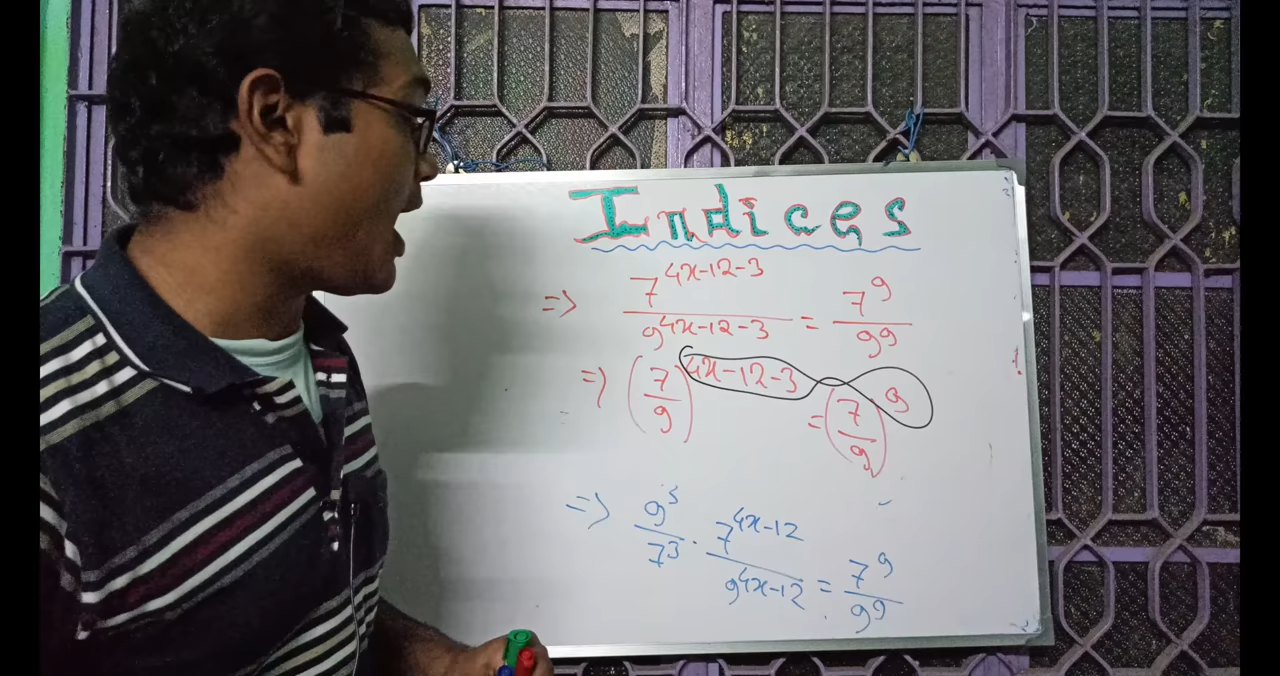 Indices
=> 7^{4x-12-3} / 9^{4x-12-3} = 7^9 / 9^9
=> (7/9)^{4x-12-3} = (7/9)^9
=> 9^3/7^3 . 7^{4x-12} / 9^{4x-12} = 7^9 / 9^9